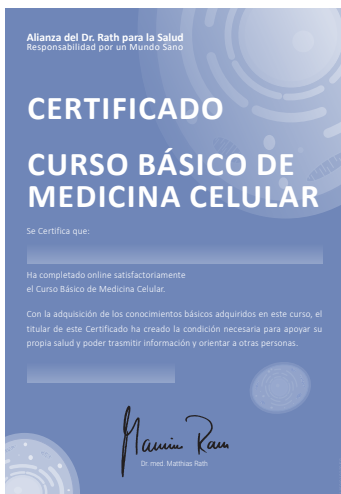 Alianza del Dr. Rath para la Salud
Responsabilidad por un Mundo Sano
CERTIFICADO
CURSO BÁSICO DE
MEDICINA CELULAR
Se Certifica que:
Ha completado online satisfactoriamente
el Curso Básico de Medicina Celular.
Con la adquisición de los conocimientos básicos adquiridos en este curso, el
titular de este Certificado ha creado la condición necesaria para apoyar su
propia salud y poder trasmitir información y orientar a otras personas.
Dr. med. Matthias Rath